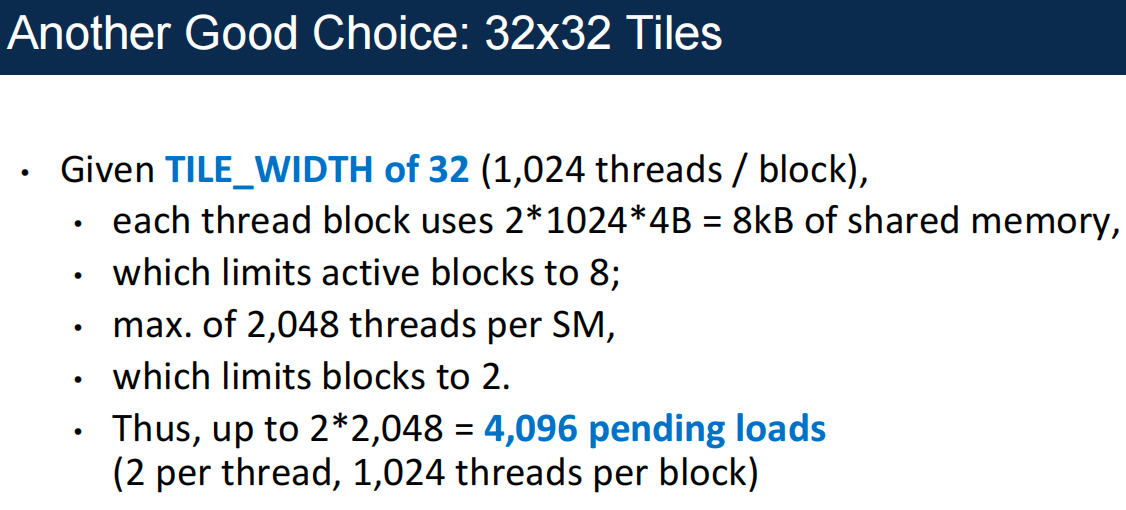 Another Good Choice: 32x32 Tiles
• Given TILE_WIDTH of 32 (1,024 threads / block),
• each thread block uses 2*1024*4B = 8kB of shared memory,
• which limits active blocks to 8;
• max. of 2,048 threads per SM,
• which limits blocks to 2.
• Thus, up to 2*2,048 = 4,096 pending loads
(2 per thread, 1,024 threads per block)